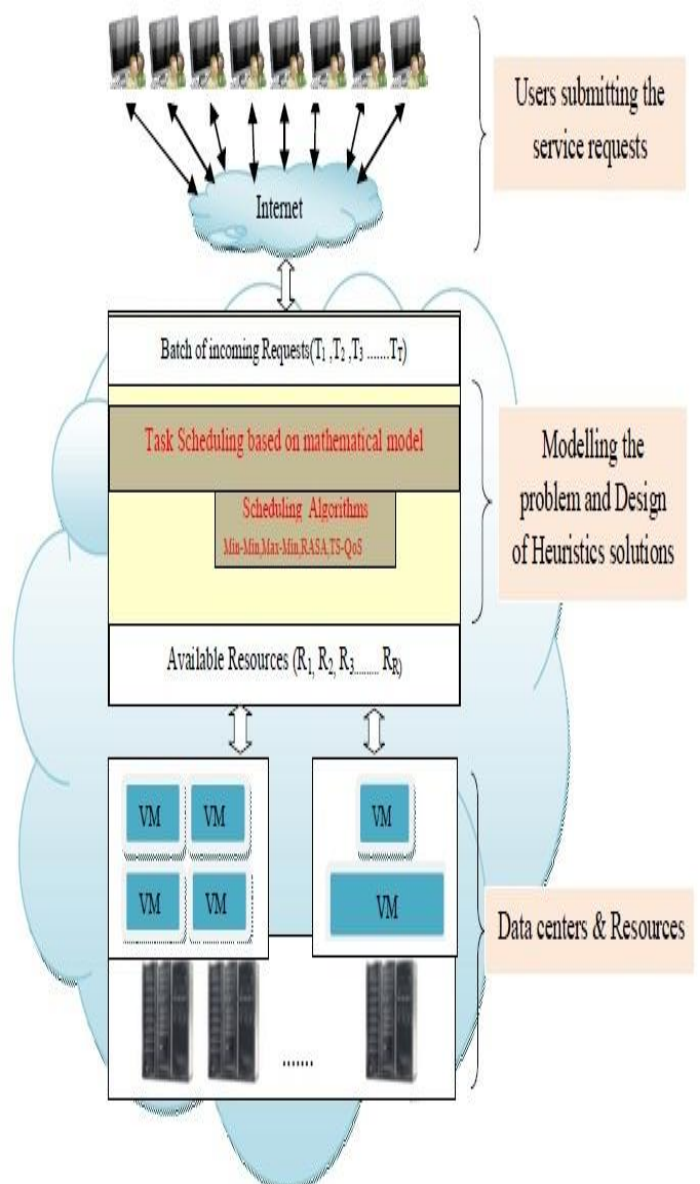 Users submitting the
service requests
Internet
Batch of incoming Requests(T₁ ,T₂ ,T₃ .......T_T)
Task Scheduling based on mathematical model
Scheduling Algorithms
Min-Min,Max-Min,RASA,TS-QoS
Modelling the
problem and Design
of Heuristics solutions
Available Resources (R₁, R₂, R₃......... R_R)
VM VM
VM VM
VM
VM
Data centers & Resources
.......